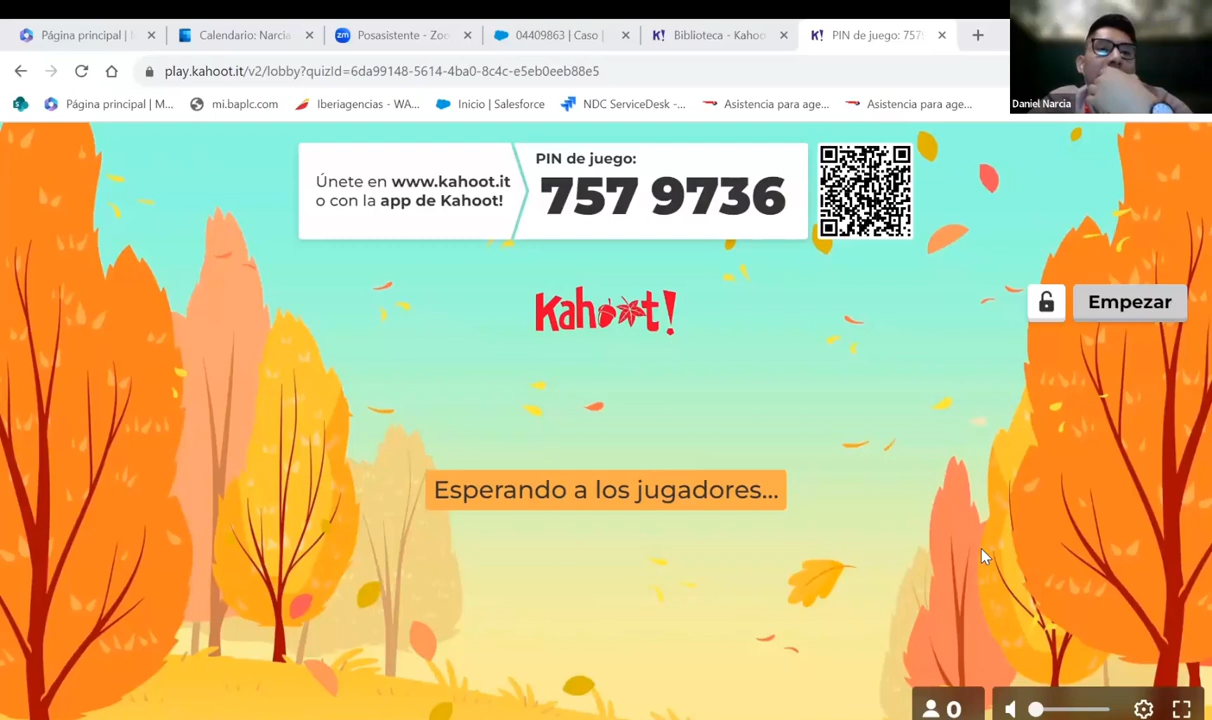 Página principal |
Calendario: Narcia
Posasistente - Zoo
04409863 | Caso |
Biblioteca - Kahoo
PIN de juego: 757
play.kahoot.it/v2/lobby?quizId=6da99148-5614-4ba0-8c4c-e5eb0eeb88e5
Página principal | M...
mi.baplc.com
Iberiagencias - WA...
Inicio | Salesforce
NDC ServiceDesk -...
Asistencia para age...
Asistencia para age...
Daniel Narcia
Únete en www.kahoot.it
o con la app de Kahoot!
PIN de juego:
757 9736
Kahoot!
Empezar
Esperando a los jugadores...
0